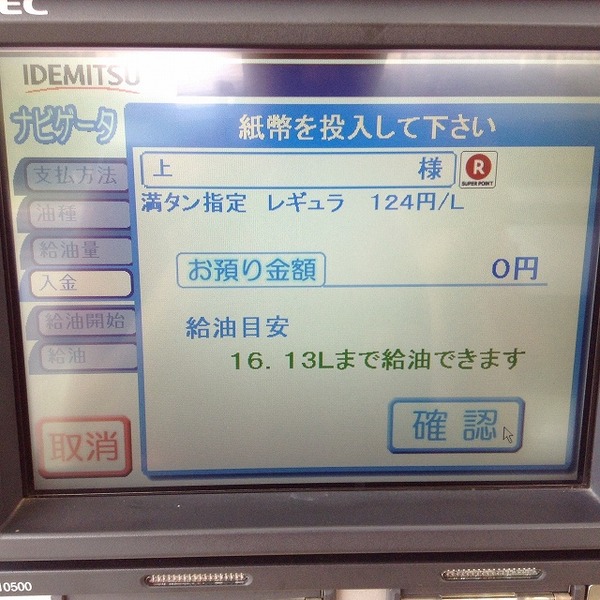 EC
IDEMITSU
ナビゲータ
紙幣を投入して下さい
支払方法
油種
給油量
入金
給油開始
給油
取消
上 様
R
SUPER POINT
満タン指定 レギュラ 124円/L
お預り金額 0円
給油目安
16.13Lまで給油できます
確認
10500